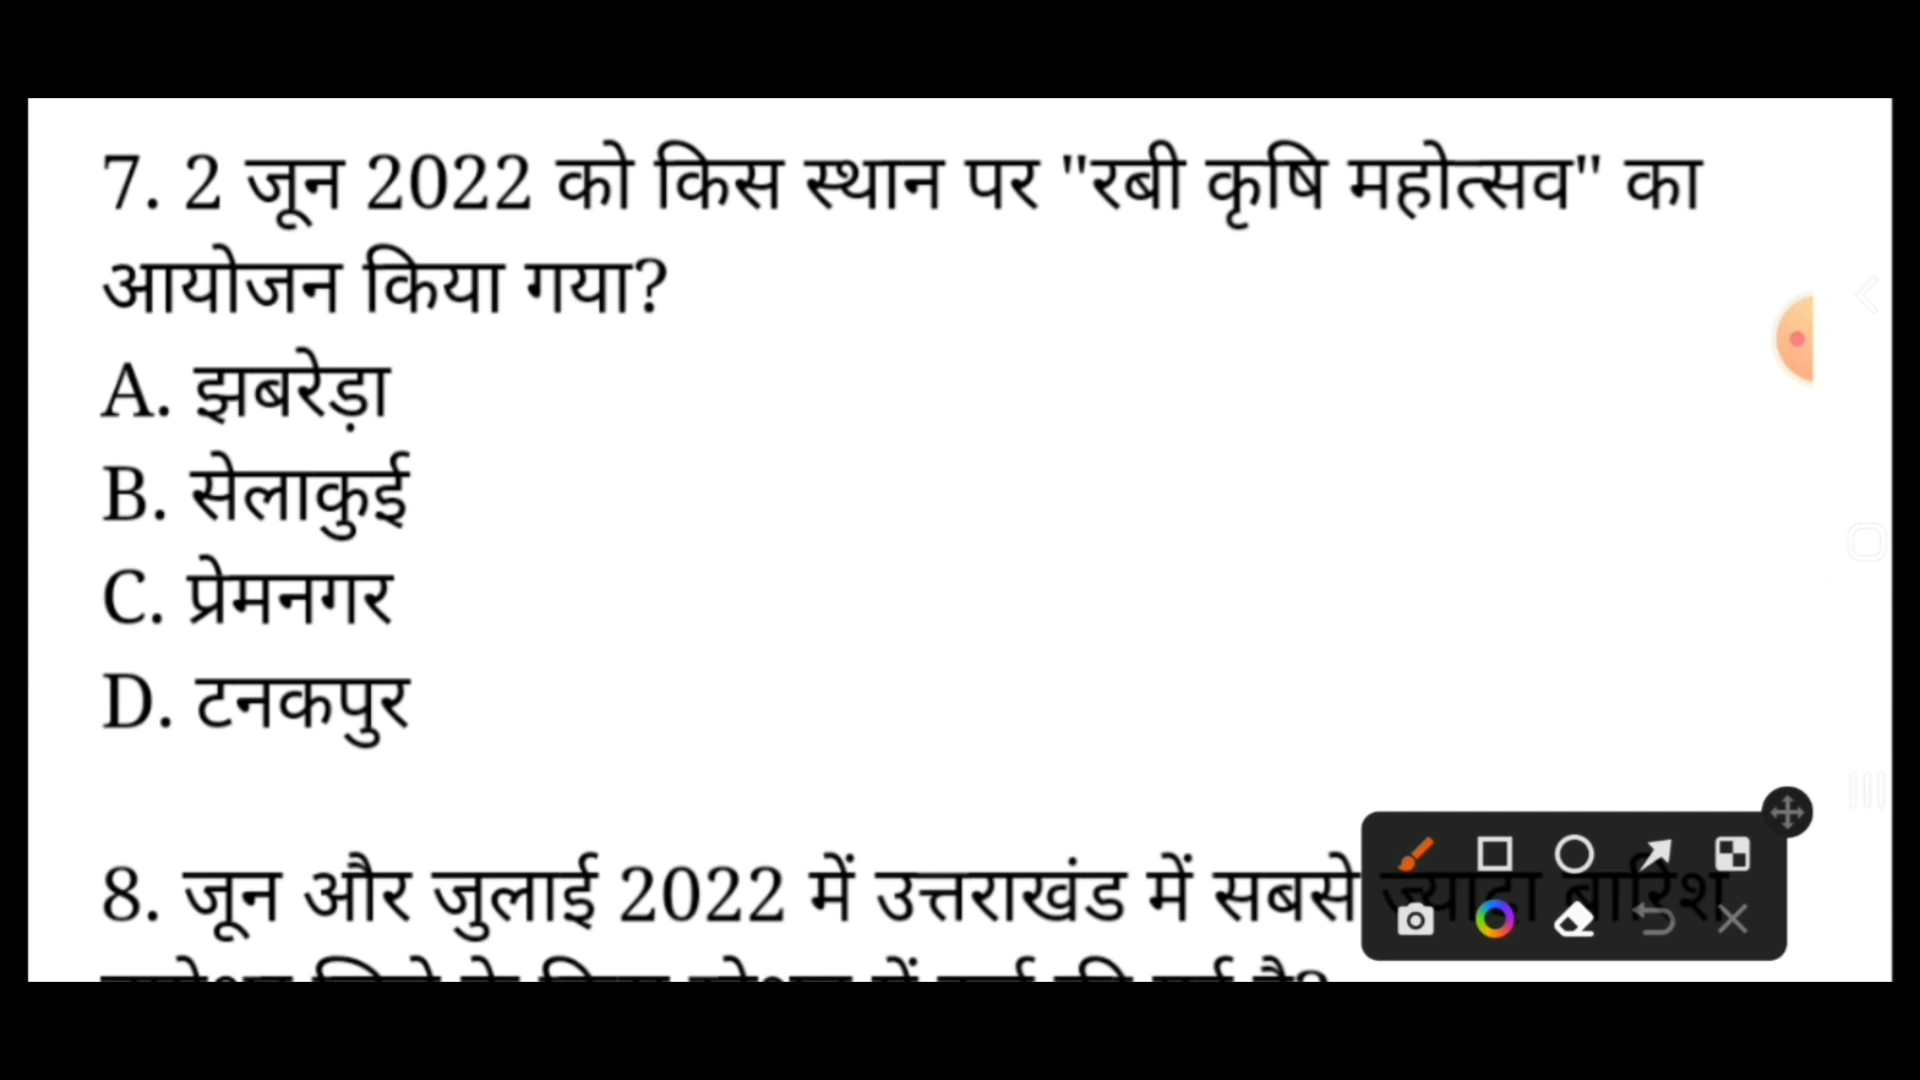 7. 2 जून 2022 को किस स्थान पर "रबी कृषि महोत्सव" का
आयोजन किया गया?
A. झबरेड़ा
B. सेलाकुई
C. प्रेमनगर
D. टनकपुर
8. जून और जुलाई 2022 में उत्तराखंड में सबसे ज्यादा बारिश